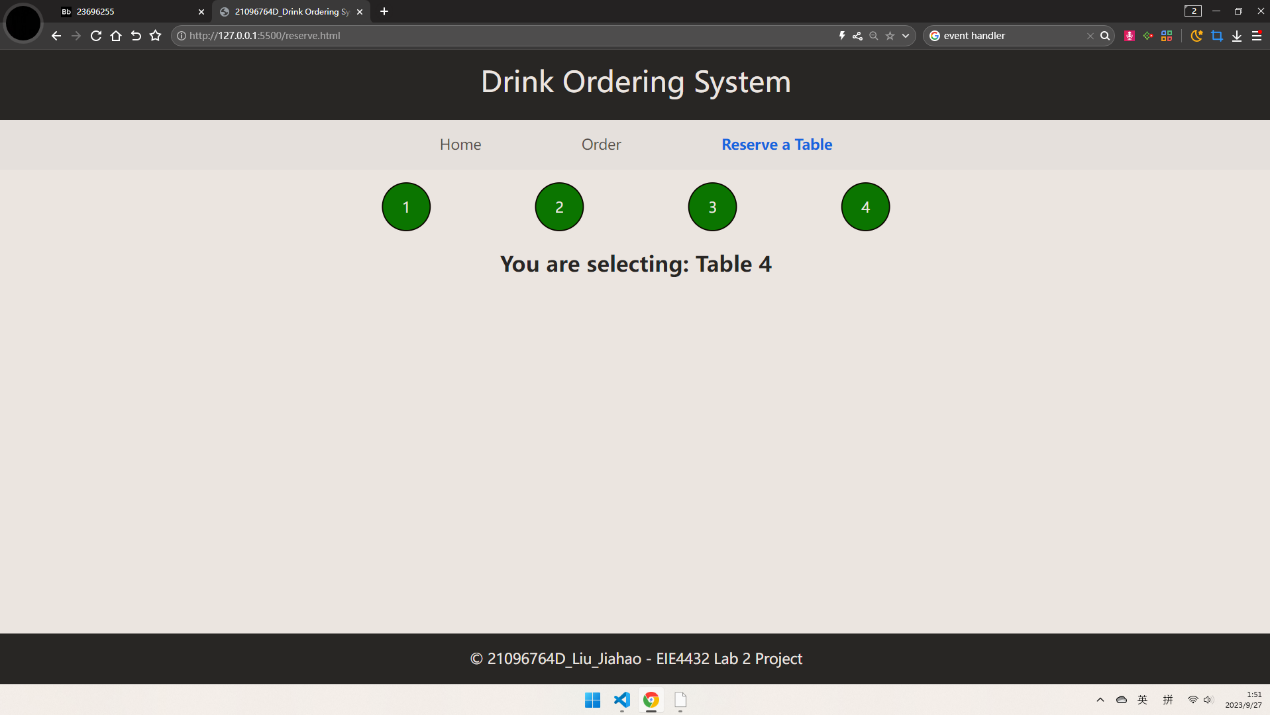 Bb 23696255
21096764D_Drink Ordering Sy
2
http://127.0.0.1:5500/reserve.html
event handler
Drink Ordering System
Home Order Reserve a Table
1 2 3 4
You are selecting: Table 4
© 21096764D_Liu_Jiahao - EIE4432 Lab 2 Project
英 拼
1:51
2023/9/27